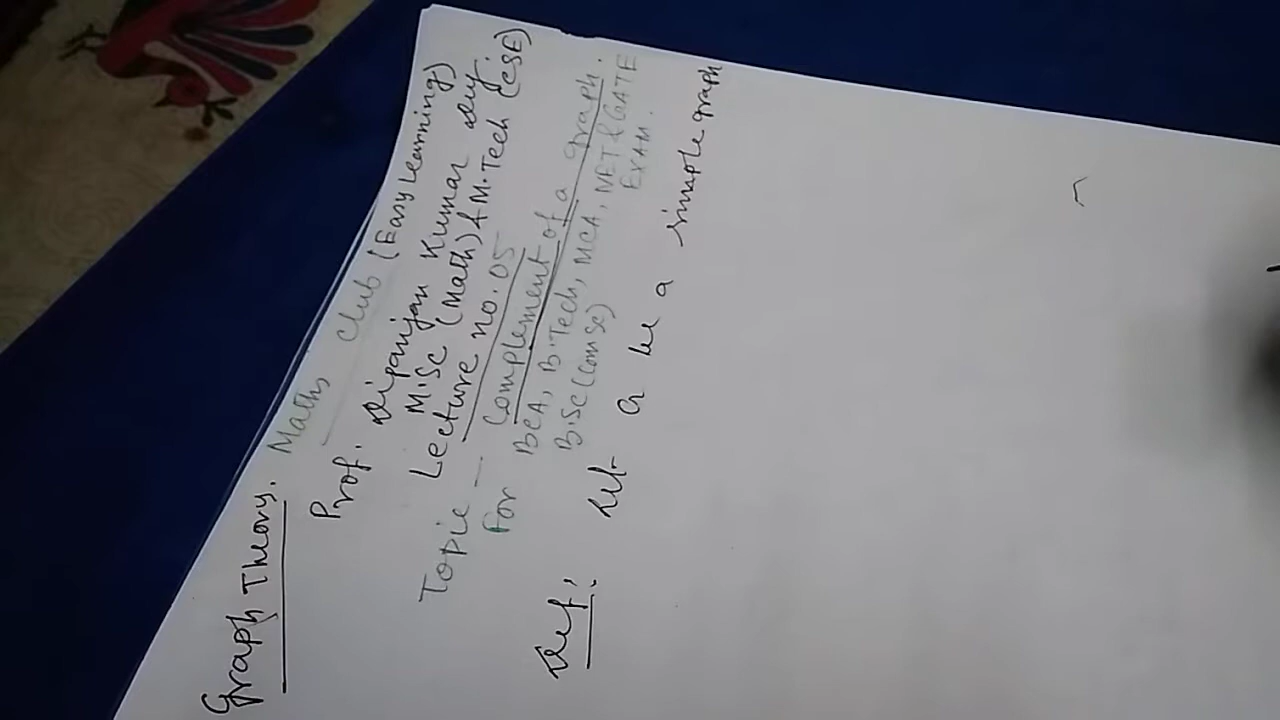 Graph Theory. Maths Club (Easy Learning)
Prof. Dipanjan Kumar Dey.
M.Sc (Math) & M.Tech (CSE)
Lecture no. 05
Topic - Complement of a graph.
For BCA, B.Tech, MCA, NET & GATE
B.Sc (Com Sc) EXAM.
Def: Let G be a simple graph